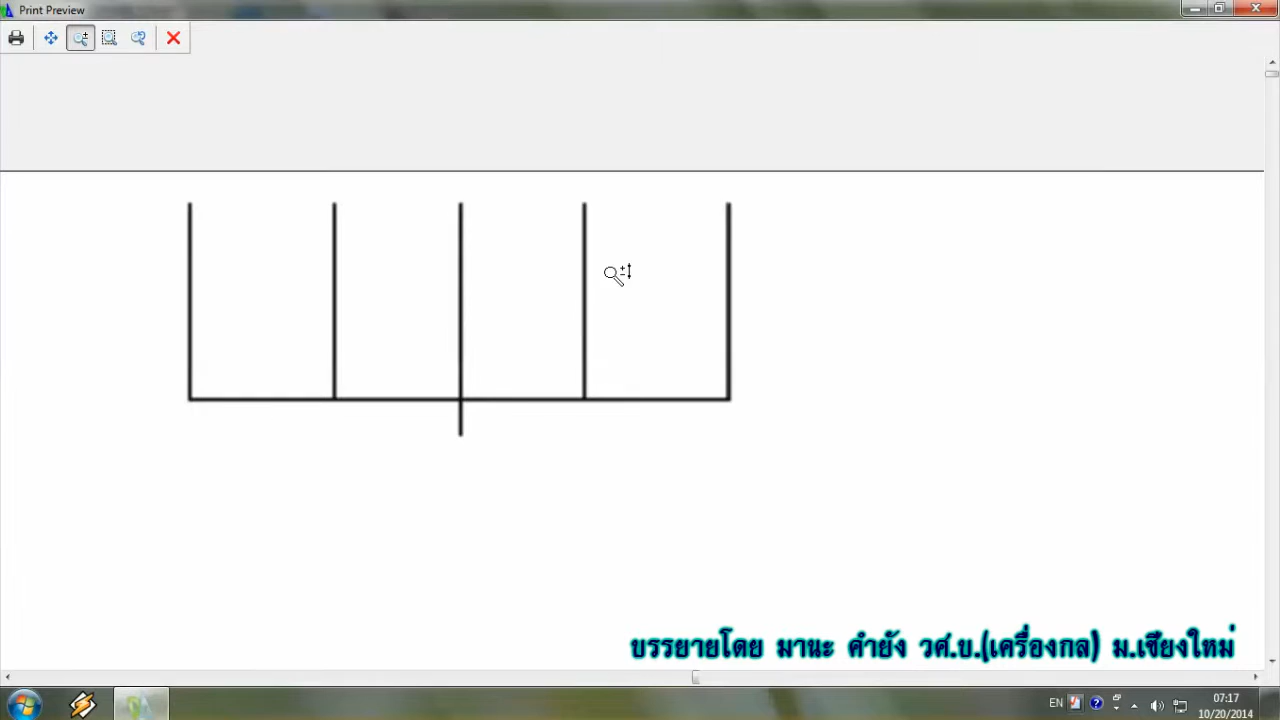 Print Preview
บรรยายโดย มานะ คำยัง วศ.บ.(เครื่องกล) ม.เชียงใหม่
EN
07:17
10/20/2014